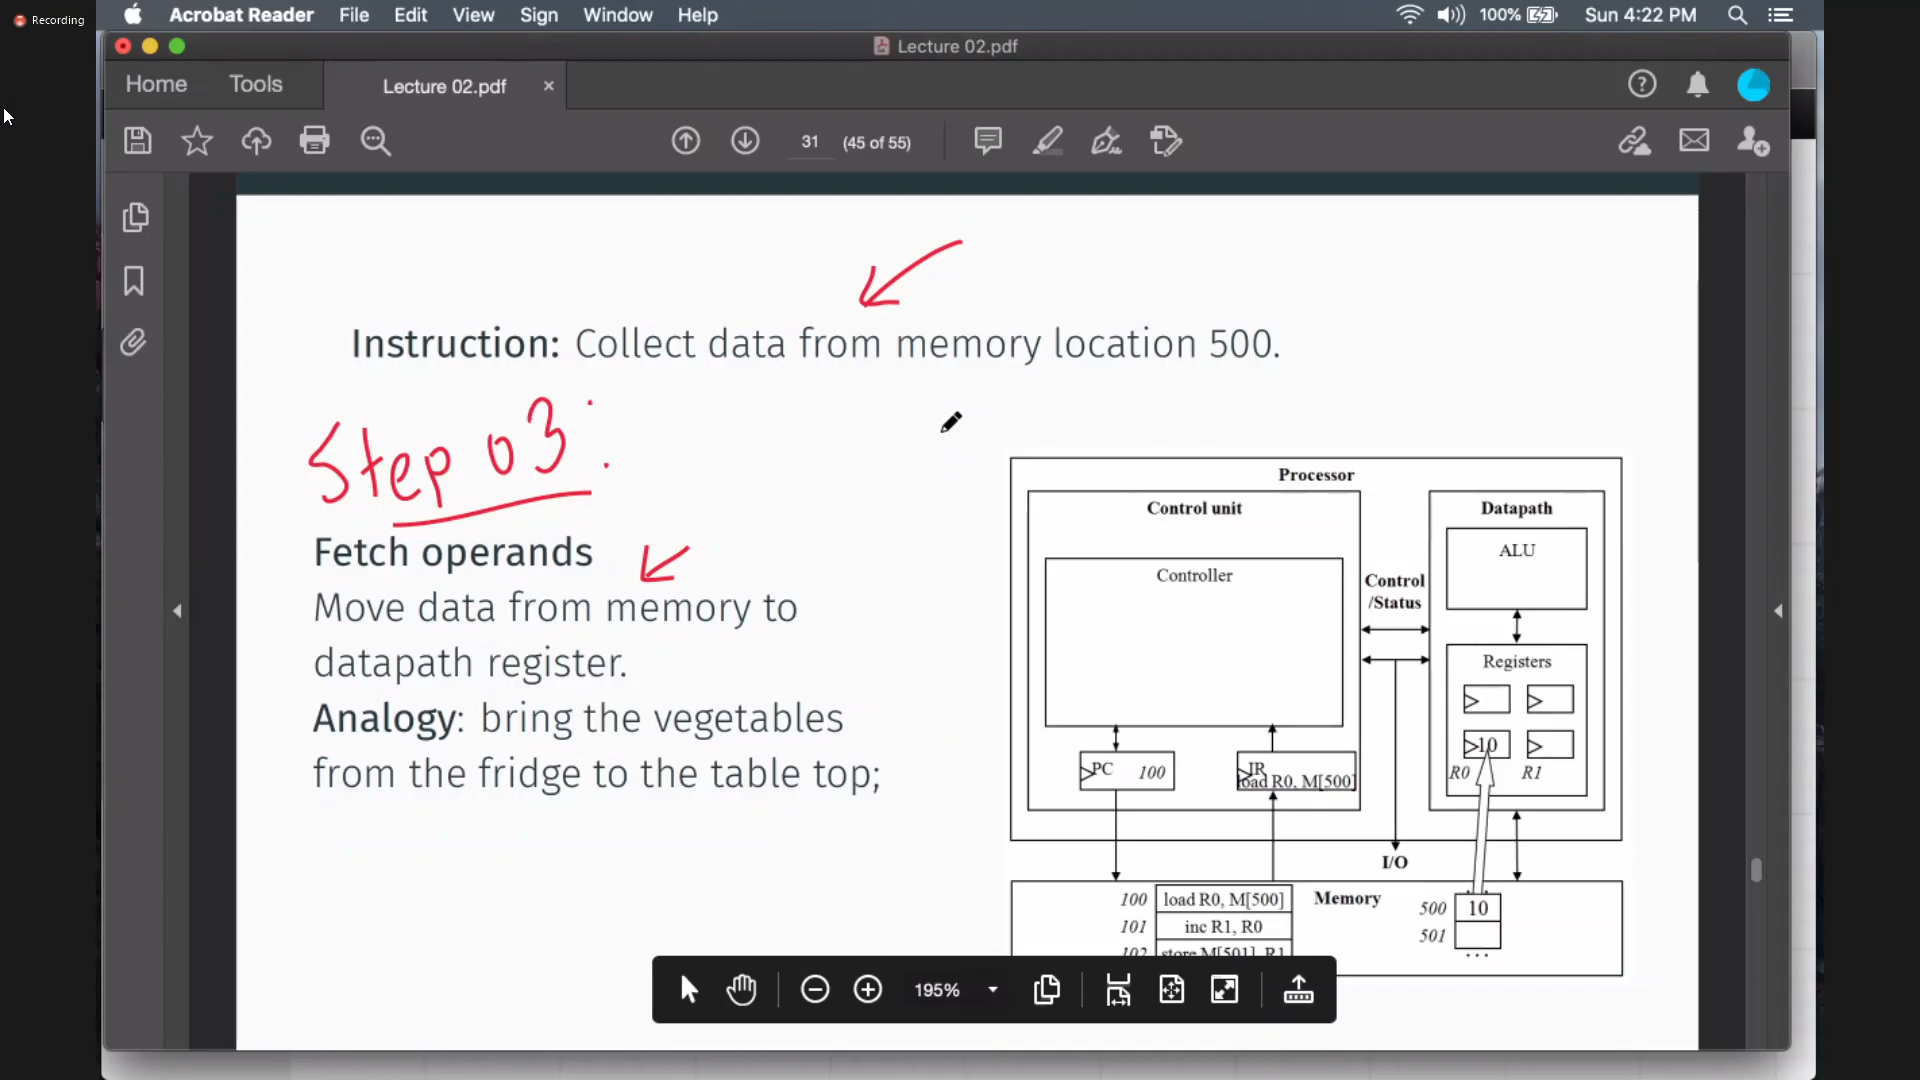 Recording
Acrobat Reader File Edit View Sign Window Help
100% Sun 4:22 PM
Lecture 02.pdf
Home Tools Lecture 02.pdf ×
31 (45 of 55)
Instruction: Collect data from memory location 500.
Step 03:
Fetch operands
Move data from memory to
datapath register.
Analogy: bring the vegetables
from the fridge to the table top;
Processor
Control unit
Datapath
ALU
Controller
Control
/Status
Registers
10
R0 R1
PC 100
IR
load R0, M[500]
I/O
Memory
100 load R0, M[500]
101 inc R1, R0
102 store M[501], R1
500 10
501
...
195%